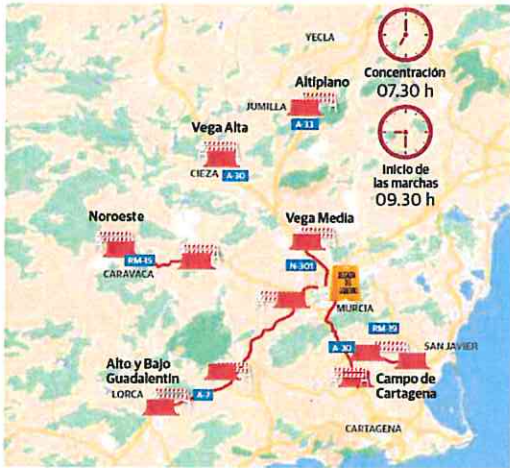 YECLA
Concentración
07.30 h
Altiplano
JUMILLA
A-33
Inicio de
las marchas
09.30 h
Vega Alta
CIEZA
A-30
Noroeste
RM-15
CARAVACA
Vega Media
N-301
MURCIA
RM-19
A-30
SAN JAVIER
Alto y Bajo
Guadalentín
LORCA
A-7
Campo de
Cartagena
CARTAGENA